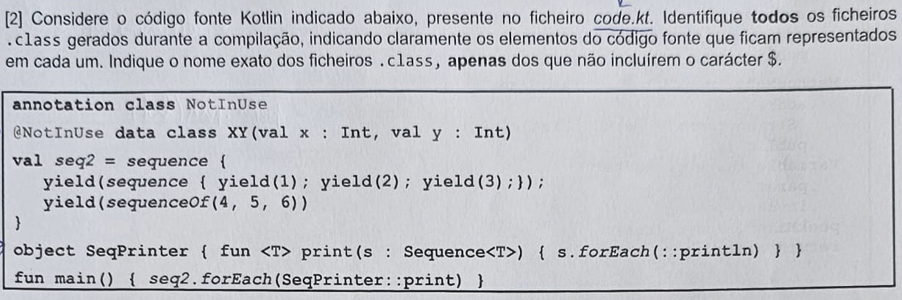 [2] Considere o código fonte Kotlin indicado abaixo, presente no ficheiro code.kt. Identifique todos os ficheiros
.class gerados durante a compilação, indicando claramente os elementos do código fonte que ficam representados
em cada um. Indique o nome exato dos ficheiros .class, apenas dos que não incluírem o carácter $.
annotation class NotInUse
@NotInUse data class XY(val x : Int, val y : Int)
val seq2 = sequence {
yield(sequence { yield(1); yield(2); yield(3);});
yield(sequenceOf(4, 5, 6))
}
object SeqPrinter { fun <T> print(s : Sequence<T>) { s.forEach(::println) } }
fun main() { seq2.forEach(SeqPrinter::print) }